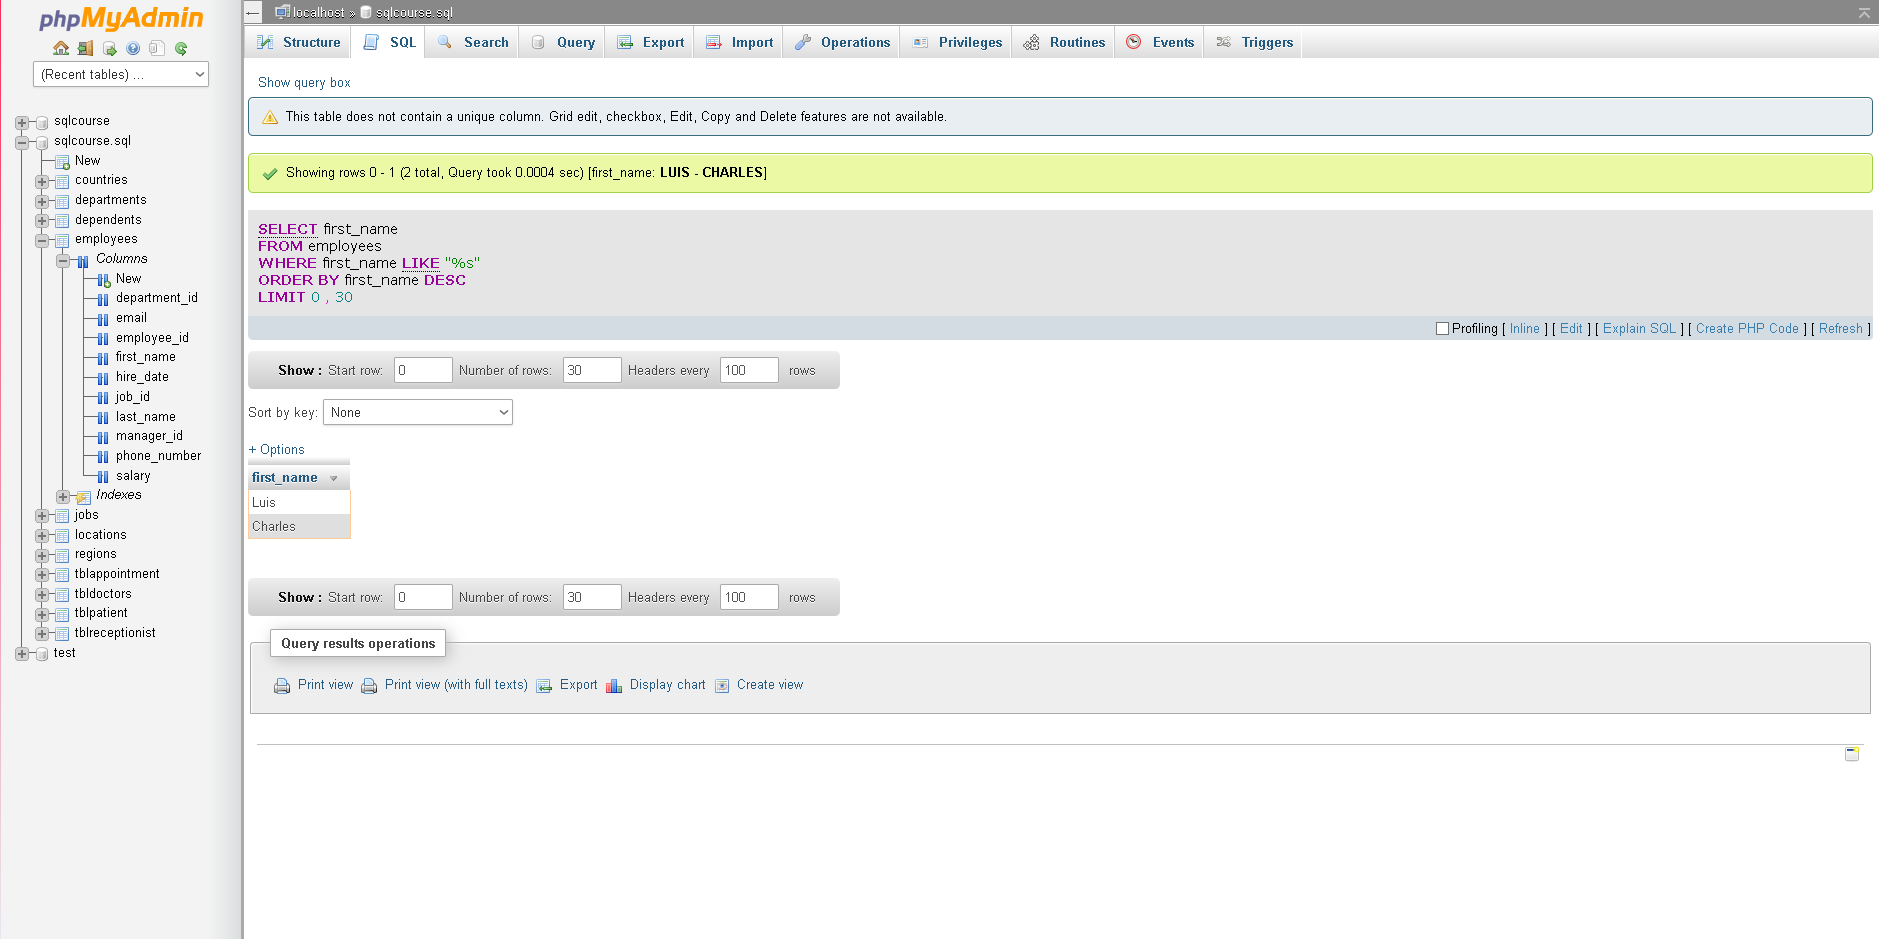 phpMyAdmin
(Recent tables) ...
sqlcourse
sqlcourse.sql
New
countries
departments
dependents
employees
Columns
New
department_id
email
employee_id
first_name
hire_date
job_id
last_name
manager_id
phone_number
salary
Indexes
jobs
locations
regions
tblappointment
tbldoctors
tblpatient
tblreceptionist
test
localhost » sqlcourse.sql
Structure SQL Search Query Export Import Operations Privileges Routines Events Triggers
Show query box
This table does not contain a unique column. Grid edit, checkbox, Edit, Copy and Delete features are not available.
Showing rows 0 - 1 (2 total, Query took 0.0004 sec) [first_name: LUIS - CHARLES]
SELECT first_name
FROM employees
WHERE first_name LIKE "%s"
ORDER BY first_name DESC
LIMIT 0 , 30
Profiling [ Inline ] [ Edit ] [ Explain SQL ] [ Create PHP Code ] [ Refresh ]
Show : Start row: 0 Number of rows: 30 Headers every 100 rows
Sort by key: None
+ Options
first_name
Luis
Charles
Show : Start row: 0 Number of rows: 30 Headers every 100 rows
Query results operations
Print view Print view (with full texts) Export Display chart Create view